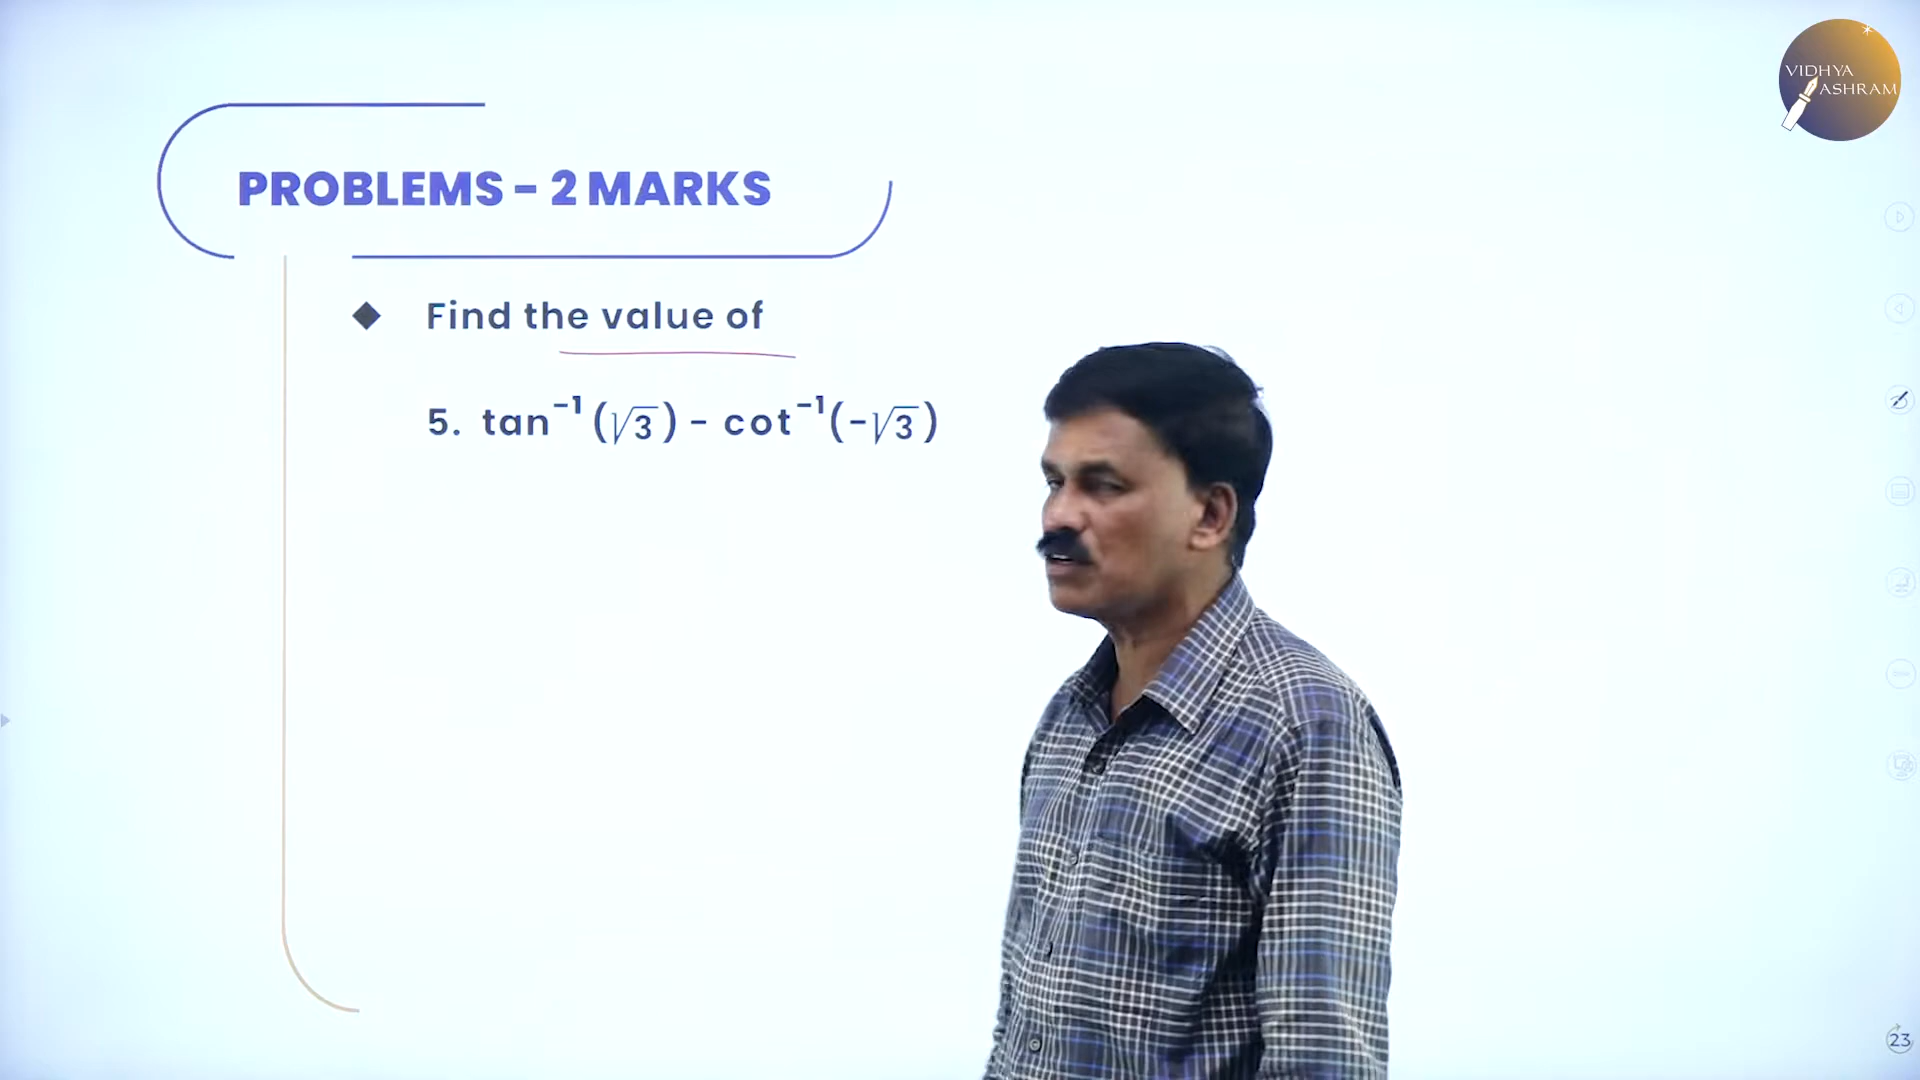 VIDHYA
ASHRAM
PROBLEMS - 2 MARKS
Find the value of
5. tan⁻¹(√3) - cot⁻¹(-√3)
23